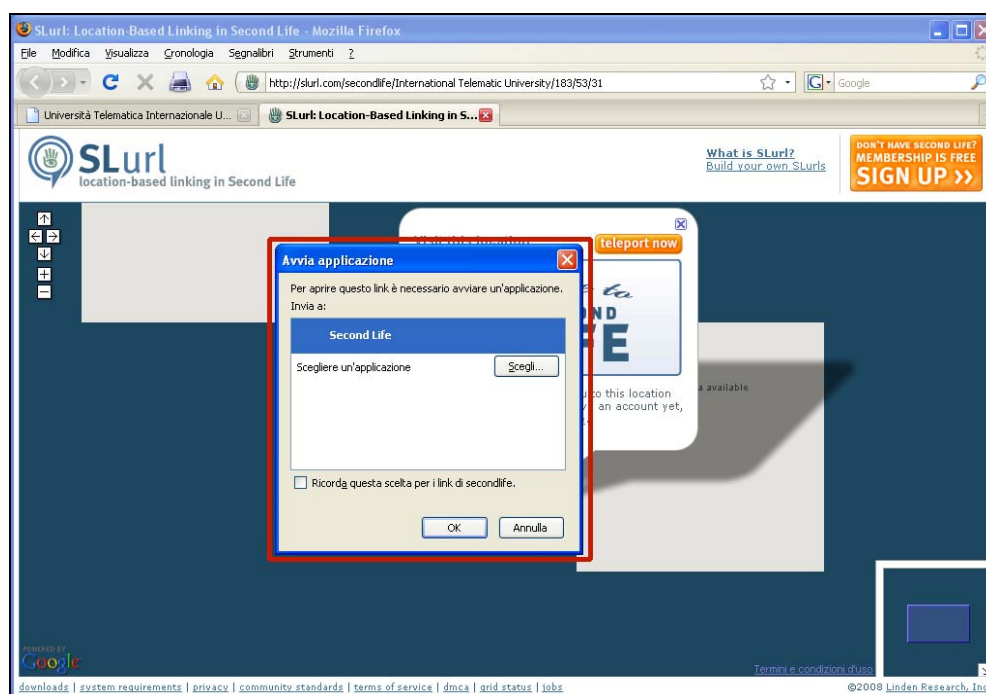 SLurl: Location-Based Linking in Second Life - Mozilla Firefox
File Modifica Visualizza Cronologia Segnalibri Strumenti ?
http://slurl.com/secondlife/International Telematic University/183/53/31
G Google
Università Telematica Internazionale U...
SLurl: Location-Based Linking in S...
SLurl
location-based linking in Second Life
What is SLurl?
Build your own SLurls
DON'T HAVE SECOND LIFE?
MEMBERSHIP IS FREE
SIGN UP >>
teleport now
Avvia applicazione
Per aprire questo link è necessario avviare un'applicazione.
Invia a:
Second Life
Scegliere un'applicazione
Scegli...
to this location
an account yet,
available
Ricorda questa scelta per i link di secondlife.
OK
Annulla
POWERED BY
Google
Termini e condizioni d'uso
downloads | system requirements | privacy | community standards | terms of service | dmca | grid status | jobs
©2008 Linden Research, Inc